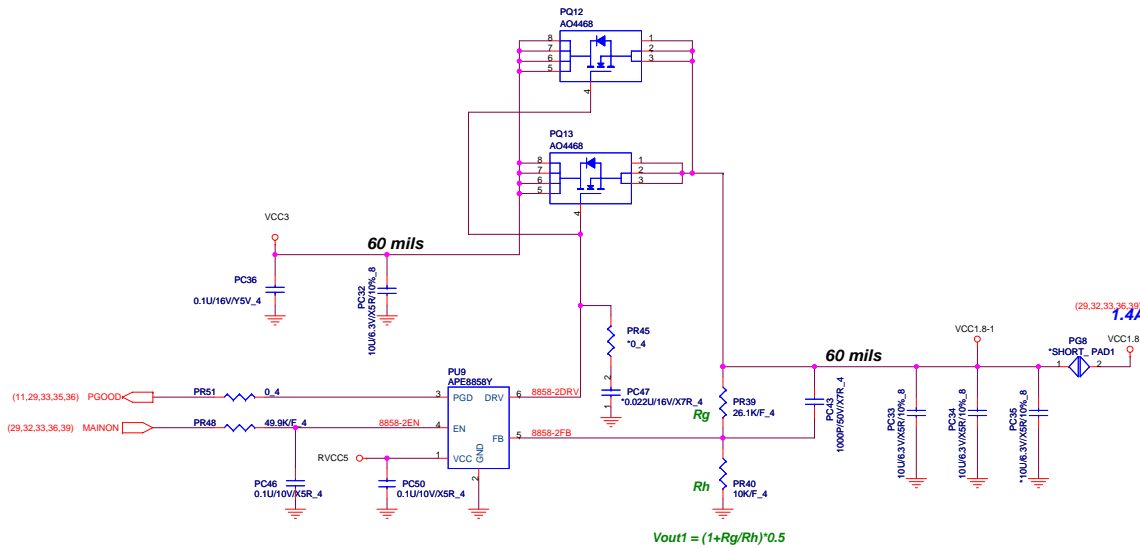 PQ12
AO4468
8
7
6
5
1
2
3
4
PQ13
AO4468
8
7
6
5
1
2
3
4
VCC3
60 mils
PC36
0.1U/16V/Y5V_4
PC32
10U/6.3V/X5R/10%_8
PR45
*0_4
2
PC47
1
*0.022U/16V/X7R_4
PU9
APE8858Y
(11,29,33,35,36) PGOOD
PR51
0_4
3
PGD
DRV
6
8858-2DRV
(29,32,33,36,39) MAINON
PR48
49.9K/F_4
8858-2EN
4
EN
FB
5
8858-2FB
RVCC5
1
VCC
GND
2
PC46
0.1U/10V/X5R_4
PC50
0.1U/10V/X5R_4
60 mils
Rg
PR39
26.1K/F_4
PC43
1000P/50V/X7R_4
Rh
PR40
10K/F_4
VCC1.8-1
PC33
10U/6.3V/X5R/10%_8
PC34
10U/6.3V/X5R/10%_8
PC35
*10U/6.3V/X5R/10%_8
(29,32,33,36,39)
1.4A
PG8
*SHORT_ PAD1
1
2
VCC1.8
Vout1 = (1+Rg/Rh)*0.5